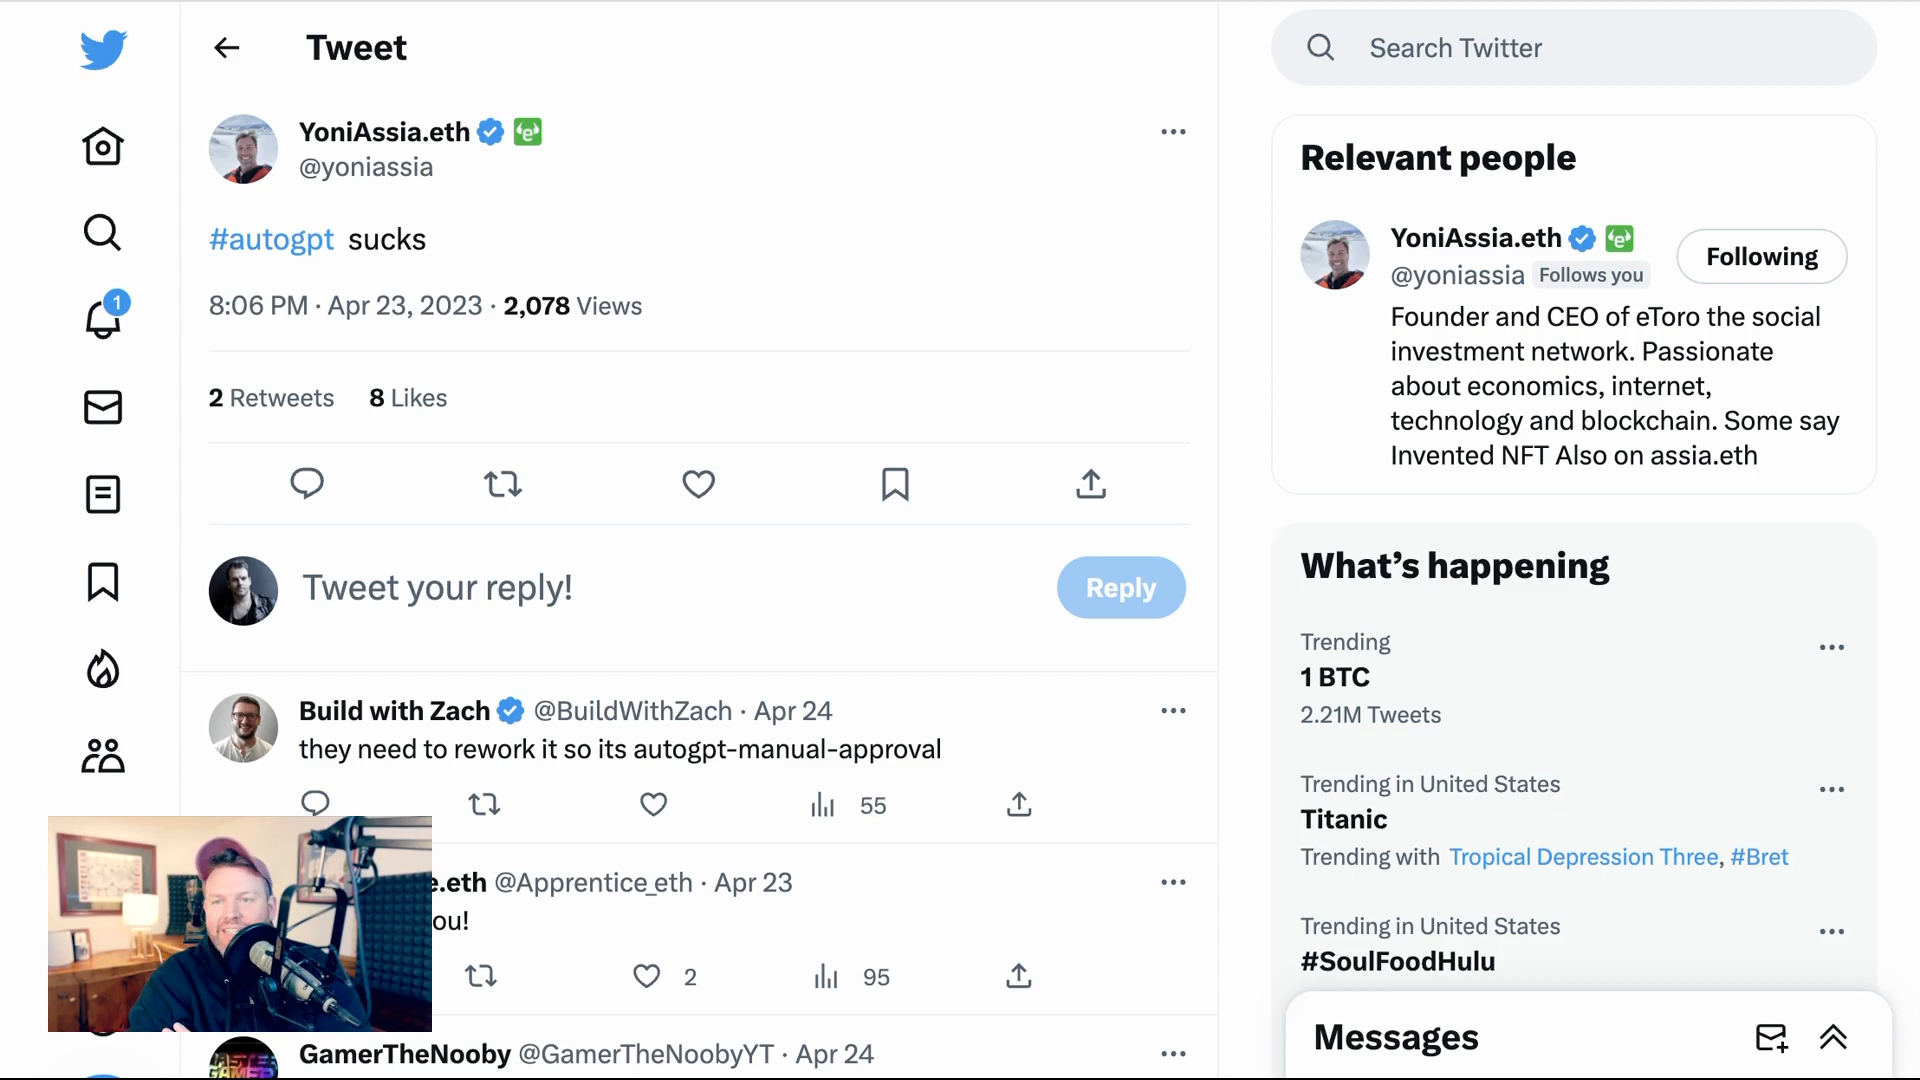 Tweet
YoniAssia.eth
@yoniassia
#autogpt sucks
8:06 PM · Apr 23, 2023 · 2,078 Views
2 Retweets 8 Likes
Tweet your reply!
Reply
Build with Zach @BuildWithZach · Apr 24
they need to rework it so its autogpt-manual-approval
55
e.eth @Apprentice_eth · Apr 23
ou!
2 95
GamerTheNooby @GamerTheNoobyYT · Apr 24
1
Search Twitter
Relevant people
YoniAssia.eth
@yoniassia Follows you
Following
Founder and CEO of eToro the social
investment network. Passionate
about economics, internet,
technology and blockchain. Some say
Invented NFT Also on assia.eth
What’s happening
Trending
1 BTC
2.21M Tweets
Trending in United States
Titanic
Trending with Tropical Depression Three, #Bret
Trending in United States
#SoulFoodHulu
Messages